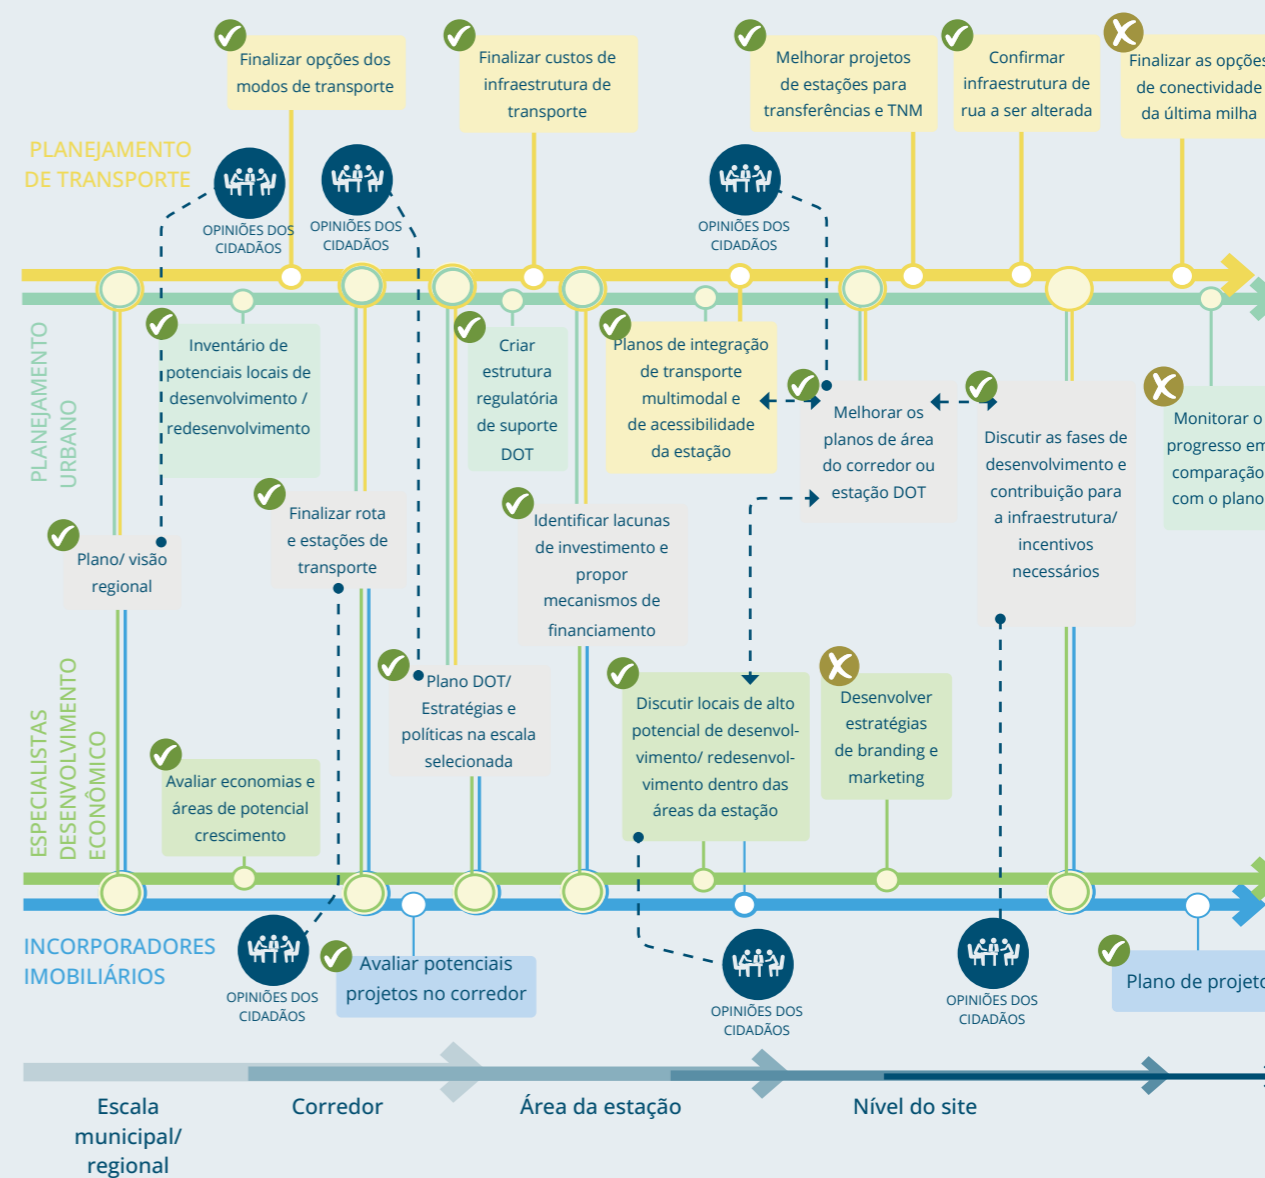 Finalizar opções dos
modos de transporte
Finalizar custos de
infraestrutura de
transporte
Melhorar projetos
de estações para
transferências e TNM
Confirmar
infraestrutura de
rua a ser alterada
Finalizar as opções
de conectividade
da última milha
PLANEJAMENTO
DE TRANSPORTE
OPINIÕES DOS
CIDADÃOS
OPINIÕES DOS
CIDADÃOS
OPINIÕES DOS
CIDADÃOS
PLANEJAMENTO
URBANO
Inventário de
potenciais locais de
desenvolvimento /
redesenvolvimento
Criar
estrutura
regulatória
de suporte
DOT
Planos de integração
de transporte
multimodal e
de acessibilidade
da estação
Melhorar os
planos de área
do corredor ou
estação DOT
Discutir as fases de
desenvolvimento e
contribuição para
a infraestrutura/
incentivos
necessários
Monitorar o
progresso em
comparação
com o plano
Plano/ visão
regional
Finalizar rota
e estações de
transporte
Identificar lacunas
de investimento e
propor
mecanismos de
financiamento
Plano DOT/
Estratégias e
políticas na escala
selecionada
ESPECIALISTAS
DESENVOLVIMENTO
ECONÔMICO
Avaliar economias e
áreas de potencial
crescimento
Discutir locais de alto
potencial de desenvol-
vimento/ redesenvol-
vimento dentro das
áreas da estação
Desenvolver
estratégias
de branding e
marketing
INCORPORADORES
IMOBILIÁRIOS
OPINIÕES DOS
CIDADÃOS
Avaliar potenciais
projetos no corredor
OPINIÕES DOS
CIDADÃOS
OPINIÕES DOS
CIDADÃOS
Plano de projeto
Escala
municipal/
regional
Corredor
Área da estação
Nível do site